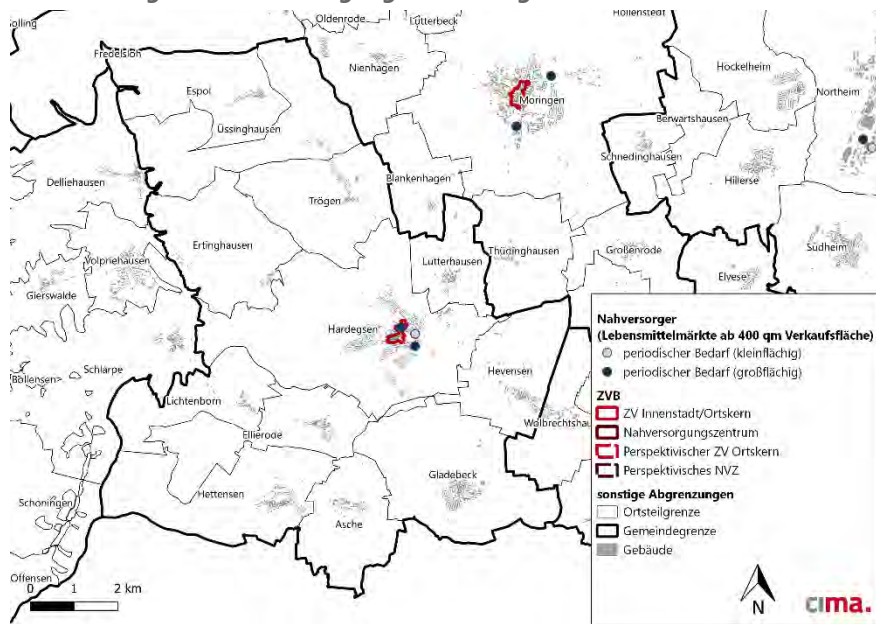 Oldenrode
Lutterbeck
Hollenstedt
Fredelsloh
Nienhagen
Hockelheim
Espol
Moringen
Northeim
Üssinghausen
Berwartshausen
Schnedinghausen
Delliehausen
Blankenhagen
Hillerse
Trögen
Volpriehausen
Ertinghausen
Thüdinghausen
Großenrode
Sudheim
Lutterhausen
Gierswalde
Elvese
Hardegsen
Schlarpe
Hevensen
Bollensen
Lichtenborn
Wolbrechtshau
Ellierode
Gladebeck
Hettensen
Schoningen
Asche
Offensen
0 1 2 km
Nahversorger
(Lebensmittelmärkte ab 400 qm Verkaufsfläche)
periodischer Bedarf (kleinflächig)
periodischer Bedarf (großflächig)
ZVB
ZV Innenstadt/Ortskern
Nahversorgungszentrum
Perspektivischer ZV Ortskern
Perspektivisches NVZ
sonstige Abgrenzungen
Ortsteilgrenze
Gemeindegrenze
Gebäude
N
cima.